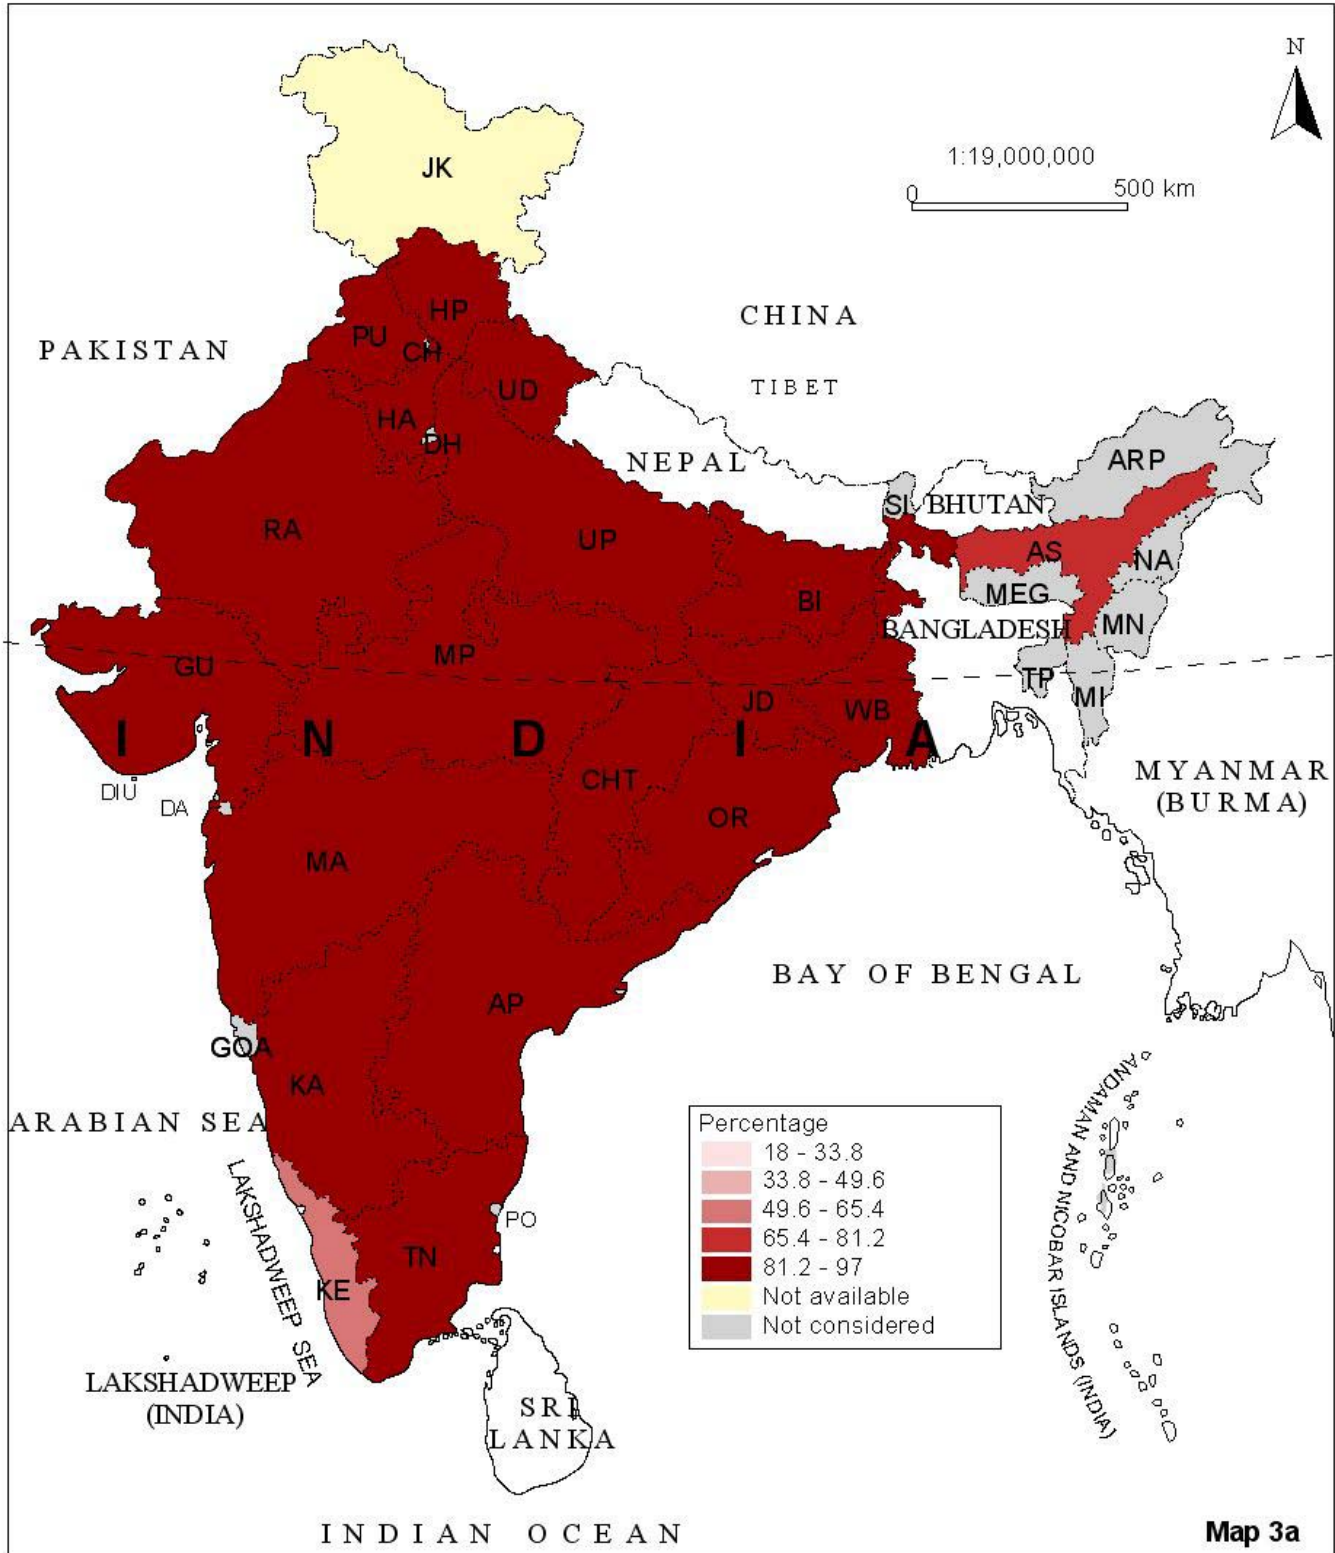 N
1:19,000,000
0 500 km
JK
HP
PU
CH
CHINA
PAKISTAN
UD
TIBET
HA
DH
NEPAL
ARP
SI
BHUTAN
RA
UP
AS
NA
MEG
BI
BANGLADESH
MN
MP
GU
TP
MI
JD
WB
I N D I A
CHT
MYANMAR
(BURMA)
DIU
DA
OR
MA
BAY OF BENGAL
AP
GOA
KA
ARABIAN SEA
ANDAMAN AND NICOBAR ISLANDS (INDIA)
LAKSHADWEEP SEA
Percentage
18 - 33.8
33.8 - 49.6
49.6 - 65.4
65.4 - 81.2
81.2 - 97
Not available
Not considered
PO
TN
KE
LAKSHADWEEP
(INDIA)
SRI
LANKA
INDIAN OCEAN
Map 3a